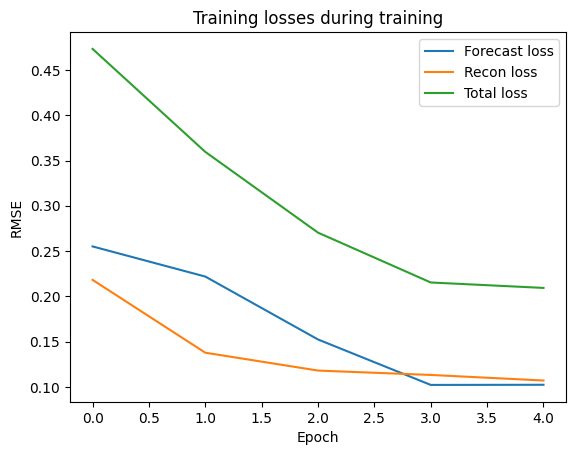 Training losses during training
Forecast loss
Recon loss
Total loss
0.45
0.40
0.35
0.30
0.25
0.20
0.15
0.10
RMSE
0.0 0.5 1.0 1.5 2.0 2.5 3.0 3.5 4.0
Epoch